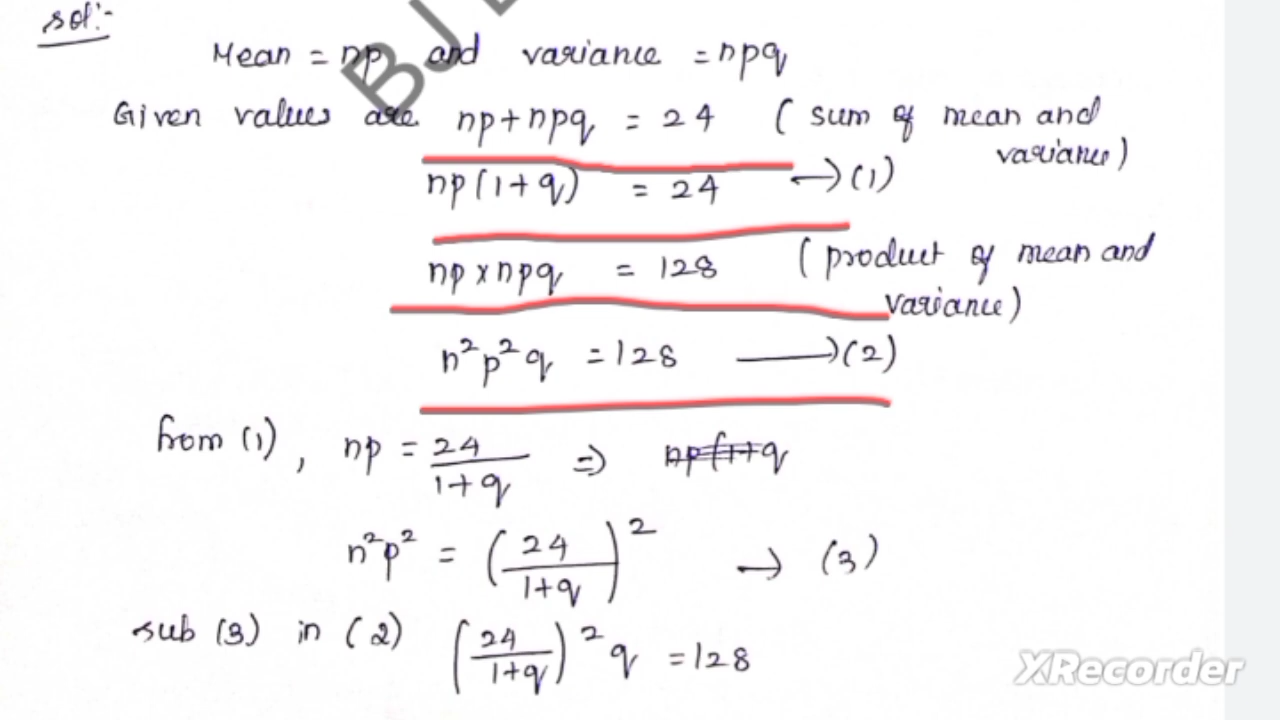 sol:-
Mean = np and variance = npq
Given values are np+npq = 24 ( sum of mean and variance)
np(1+q) = 24 →(1)
np x npq = 128 ( product of mean and variance)
n²p²q = 128 →(2)
from (1), np = 24/(1+q) ⇒ np(1+q
n²p² = (24/(1+q))² → (3)
sub (3) in (2) (24/(1+q))² q = 128
BJ
XRecorder